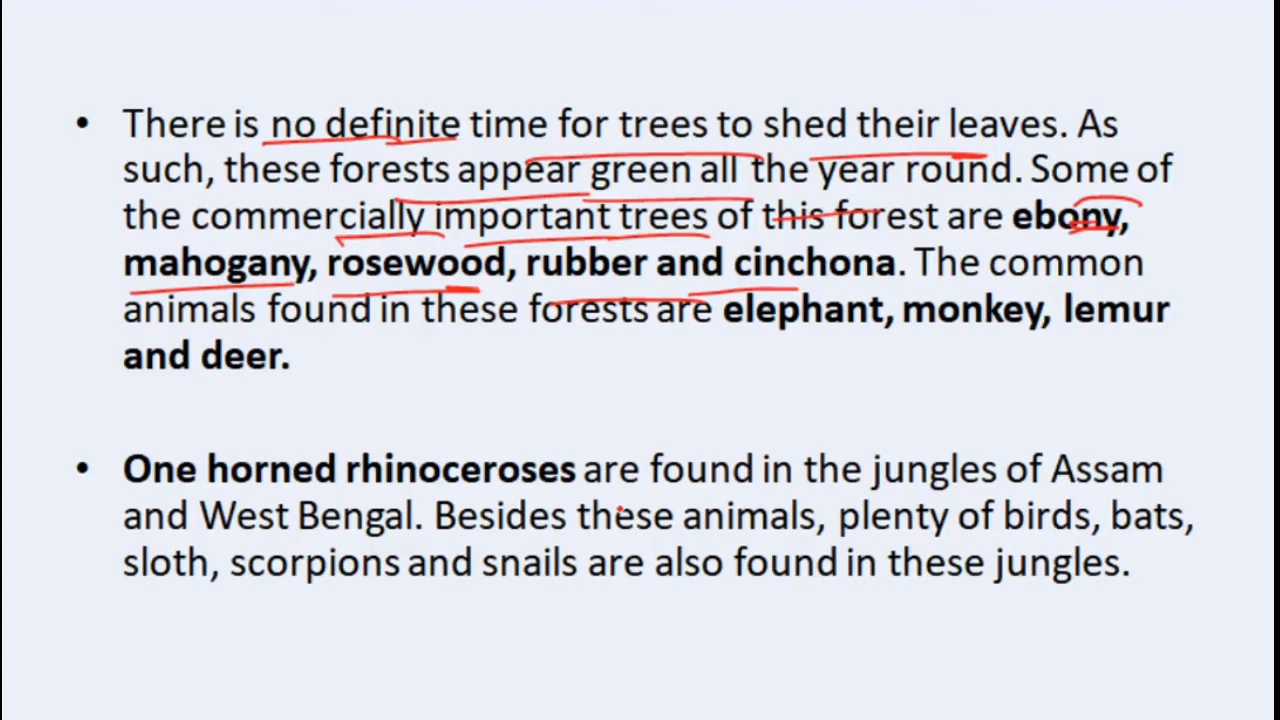 • There is no definite time for trees to shed their leaves. As
such, these forests appear green all the year round. Some of
the commercially important trees of this forest are ebony,
mahogany, rosewood, rubber and cinchona. The common
animals found in these forests are elephant, monkey, lemur
and deer.
• One horned rhinoceroses are found in the jungles of Assam
and West Bengal. Besides these animals, plenty of birds, bats,
sloth, scorpions and snails are also found in these jungles.